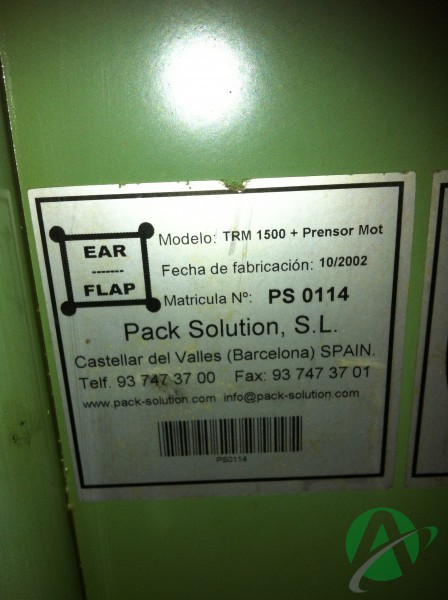 EAR
-------
FLAP
Modelo: TRM 1500 + Prensor Mot
Fecha de fabricación: 10/2002
Matricula Nº: PS 0114
Pack Solution, S.L.
Castellar del Valles (Barcelona) SPAIN.
Telf. 93 747 37 00 Fax: 93 747 37 01
www.pack-solution.com info@pack-solution.com
PS0114